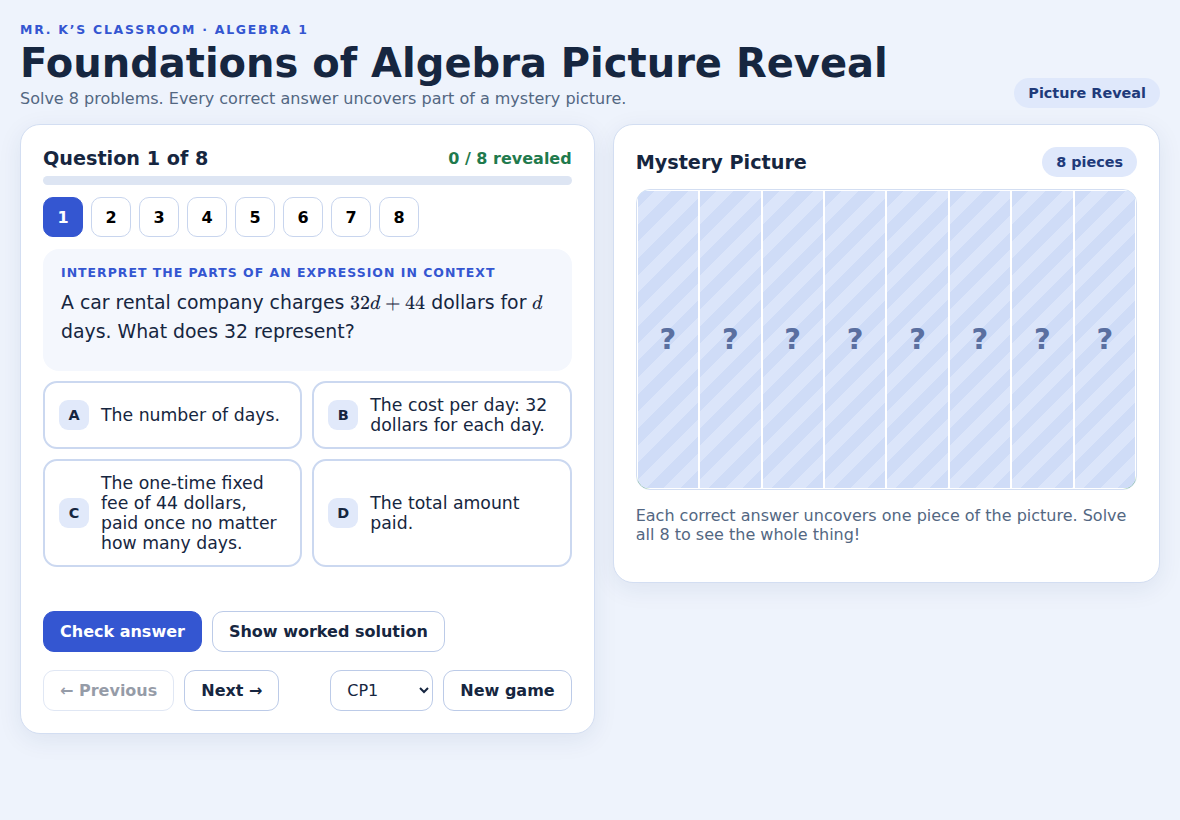 MR. K'S CLASSROOM · ALGEBRA 1
Foundations of Algebra Picture Reveal
Solve 8 problems. Every correct answer uncovers part of a mystery picture.
Picture Reveal
Question 1 of 8
0 / 8 revealed
1 2 3 4 5 6 7 8
INTERPRET THE PARTS OF AN EXPRESSION IN CONTEXT
A car rental company charges 32d + 44 dollars for d
days. What does 32 represent?
A The number of days.
B The cost per day: 32
dollars for each day.
C The one-time fixed
fee of 44 dollars,
paid once no matter
how many days.
D The total amount
paid.
Check answer
Show worked solution
← Previous
Next →
CP1
New game
Mystery Picture
8 pieces
? ? ? ? ? ? ? ?
Each correct answer uncovers one piece of the picture. Solve
all 8 to see the whole thing!